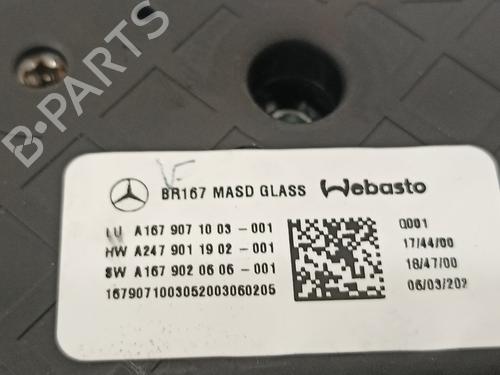 B-PARTS
VF
BR167 MASD GLASS Webasto
LU A167 907 10 03-001
HW A247 901 19 02-001
SW A167 902 06 06-001
1679071003052003060205
Q001
17/44/00
18/47/00
06/03/202